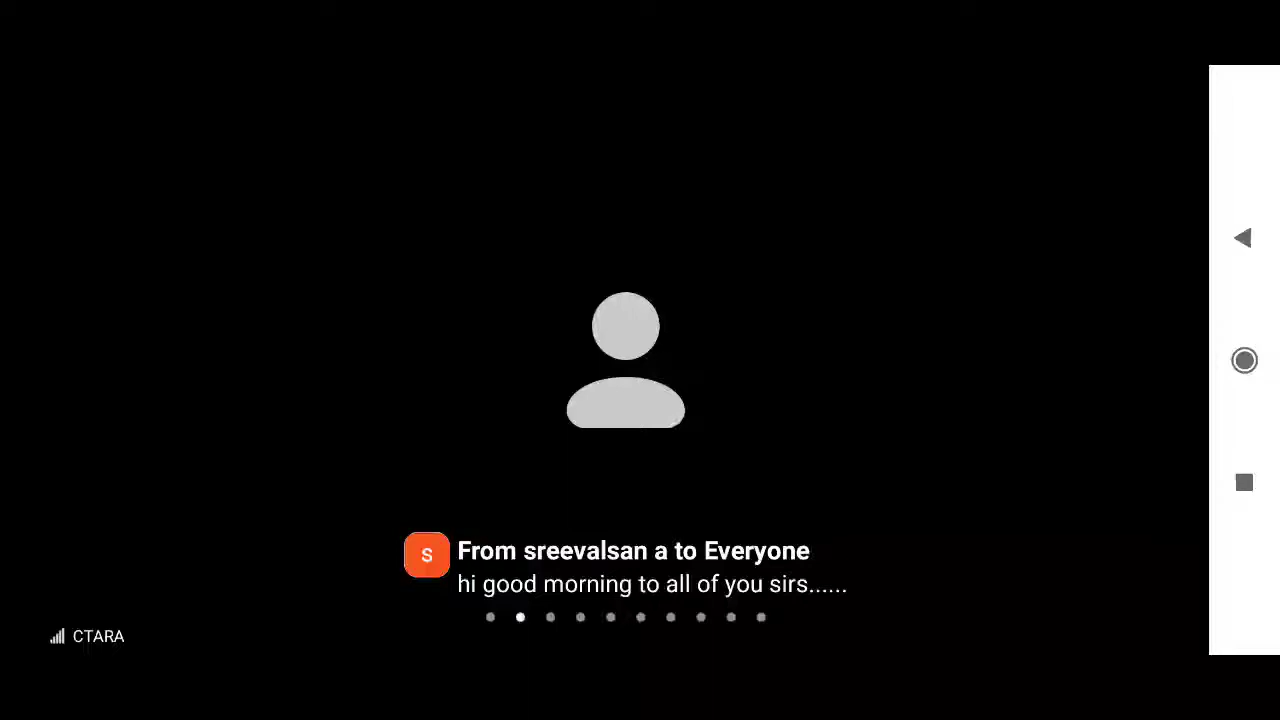 S
From sreevalsan a to Everyone
hi good morning to all of you sirs......
CTARA